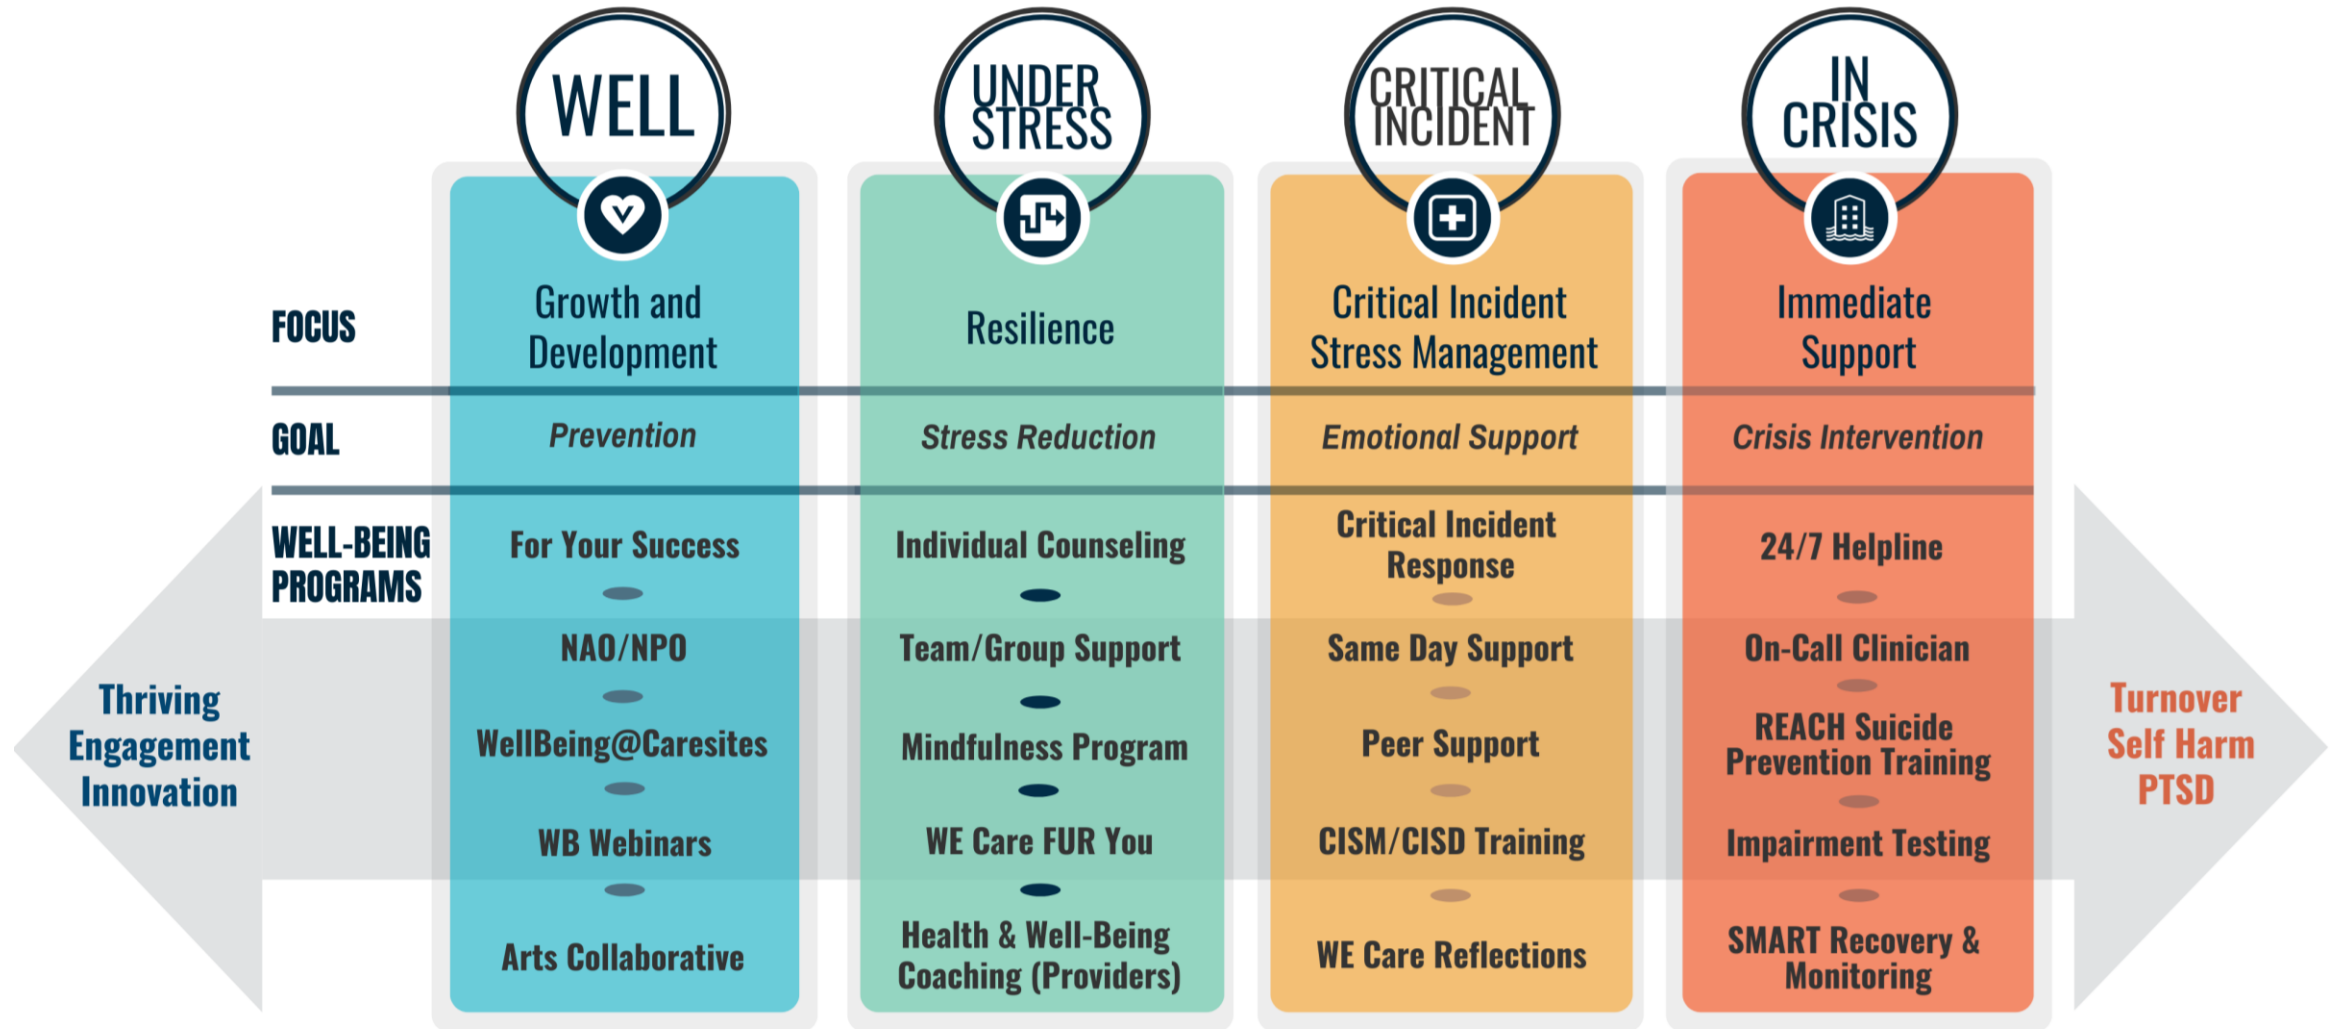 WELL
UNDER
STRESS
CRITICAL
INCIDENT
IN
CRISIS
FOCUS
Growth and
Development
Resilience
Critical Incident
Stress Management
Immediate
Support
GOAL
Prevention
Stress Reduction
Emotional Support
Crisis Intervention
WELL-BEING
PROGRAMS
For Your Success
NAO/NPO
WellBeing@Caresites
WB Webinars
Arts Collaborative
Individual Counseling
Team/Group Support
Mindfulness Program
WE Care FUR You
Health & Well-Being
Coaching (Providers)
Critical Incident
Response
Same Day Support
Peer Support
CISM/CISD Training
WE Care Reflections
24/7 Helpline
On-Call Clinician
REACH Suicide
Prevention Training
Impairment Testing
SMART Recovery &
Monitoring
Thriving
Engagement
Innovation
Turnover
Self Harm
PTSD